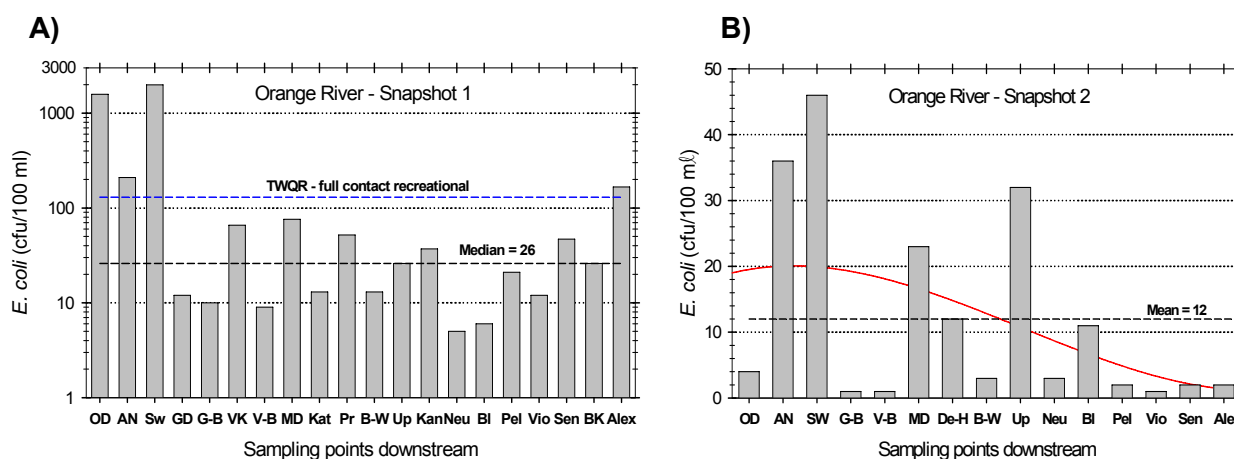 A)
Orange River - Snapshot 1
3000
1000
100
10
1
E. coli (cfu/100 ml)
TWQR - full contact recreational
Median = 26
OD AN Sw GD G-B VK V-B MD Kat Pr B-W Up Kan Neu Bl Pel Vio Sen BK Alex
Sampling points downstream
B)
Orange River - Snapshot 2
50
40
30
20
10
0
E. coli (cfu/100 mℓ)
Mean = 12
OD AN SW G-B V-B MD De-H B-W Up Neu Bl Pel Vio Sen Alex
Sampling points downstream